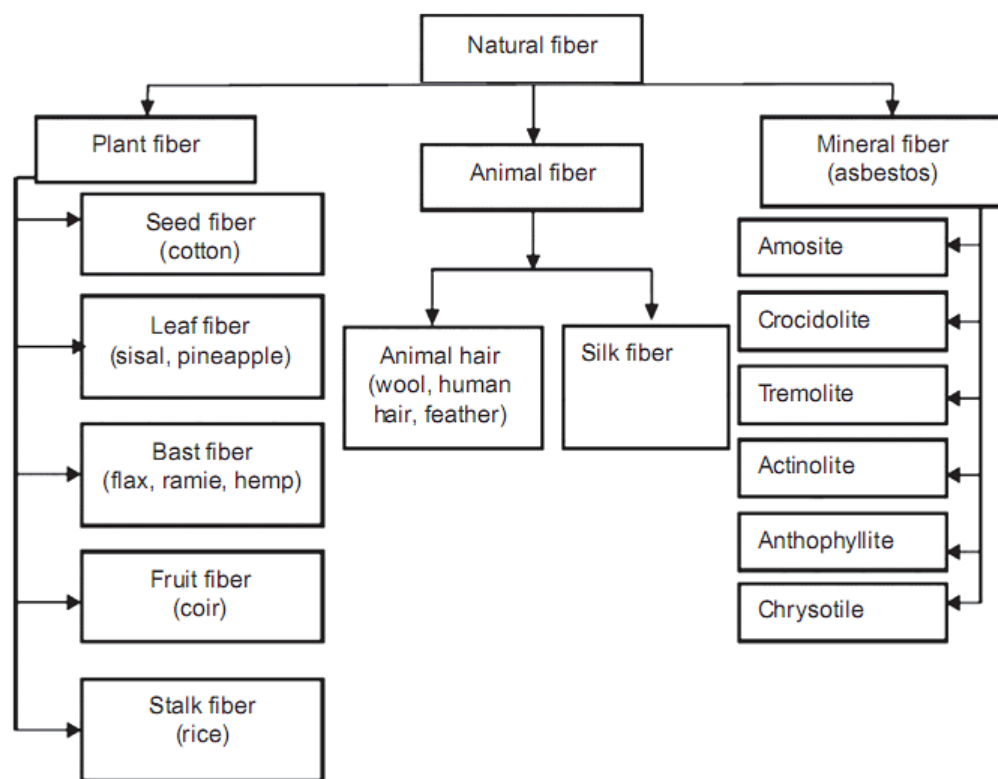 Natural fiber
Plant fiber
Seed fiber
(cotton)
Leaf fiber
(sisal, pineapple)
Bast fiber
(flax, ramie, hemp)
Fruit fiber
(coir)
Stalk fiber
(rice)
Animal fiber
Animal hair
(wool, human
hair, feather)
Silk fiber
Mineral fiber
(asbestos)
Amosite
Crocidolite
Tremolite
Actinolite
Anthophyllite
Chrysotile